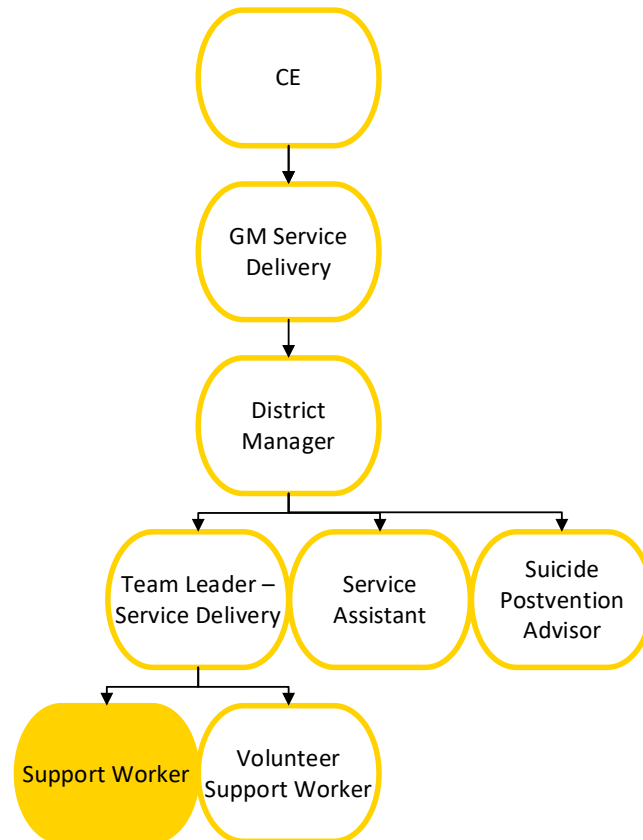 CE
GM Service
Delivery
District
Manager
Team Leader –
Service Delivery
Service
Assistant
Suicide
Postvention
Advisor
Support Worker
Volunteer
Support Worker